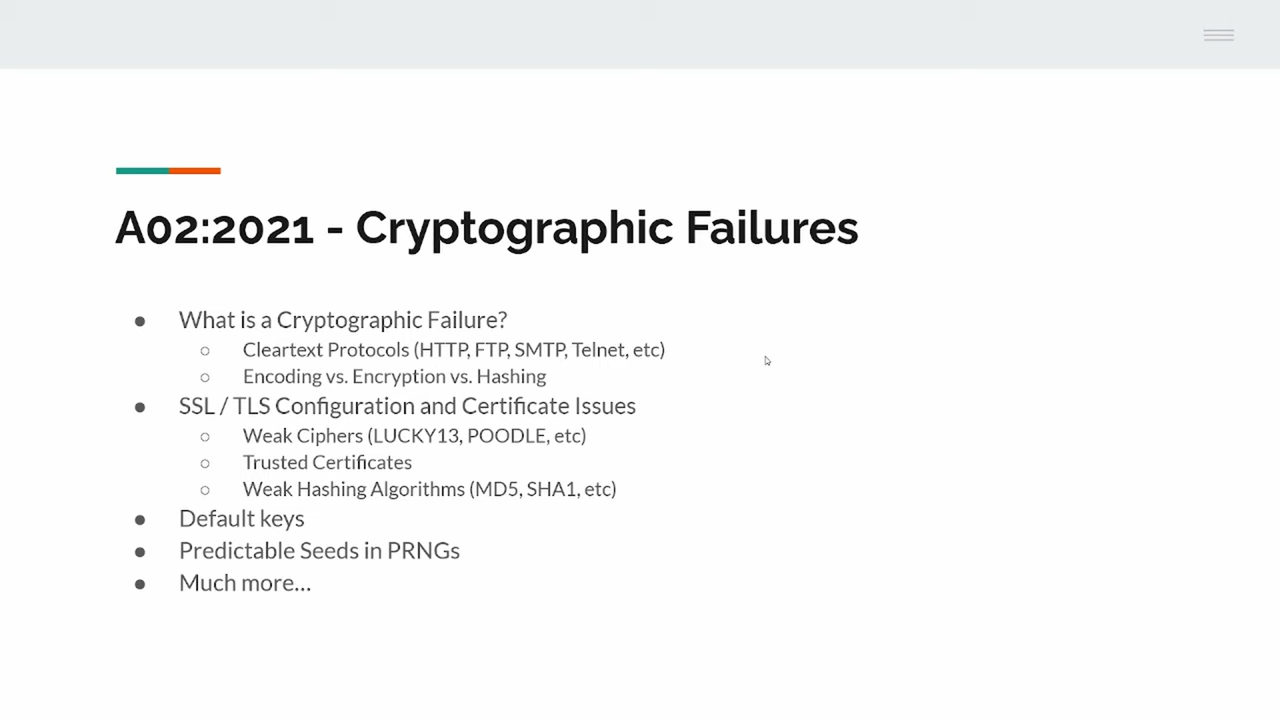 A02:2021 - Cryptographic Failures
● What is a Cryptographic Failure?
○ Cleartext Protocols (HTTP, FTP, SMTP, Telnet, etc)
○ Encoding vs. Encryption vs. Hashing
● SSL / TLS Configuration and Certificate Issues
○ Weak Ciphers (LUCKY13, POODLE, etc)
○ Trusted Certificates
○ Weak Hashing Algorithms (MD5, SHA1, etc)
● Default keys
● Predictable Seeds in PRNGs
● Much more...